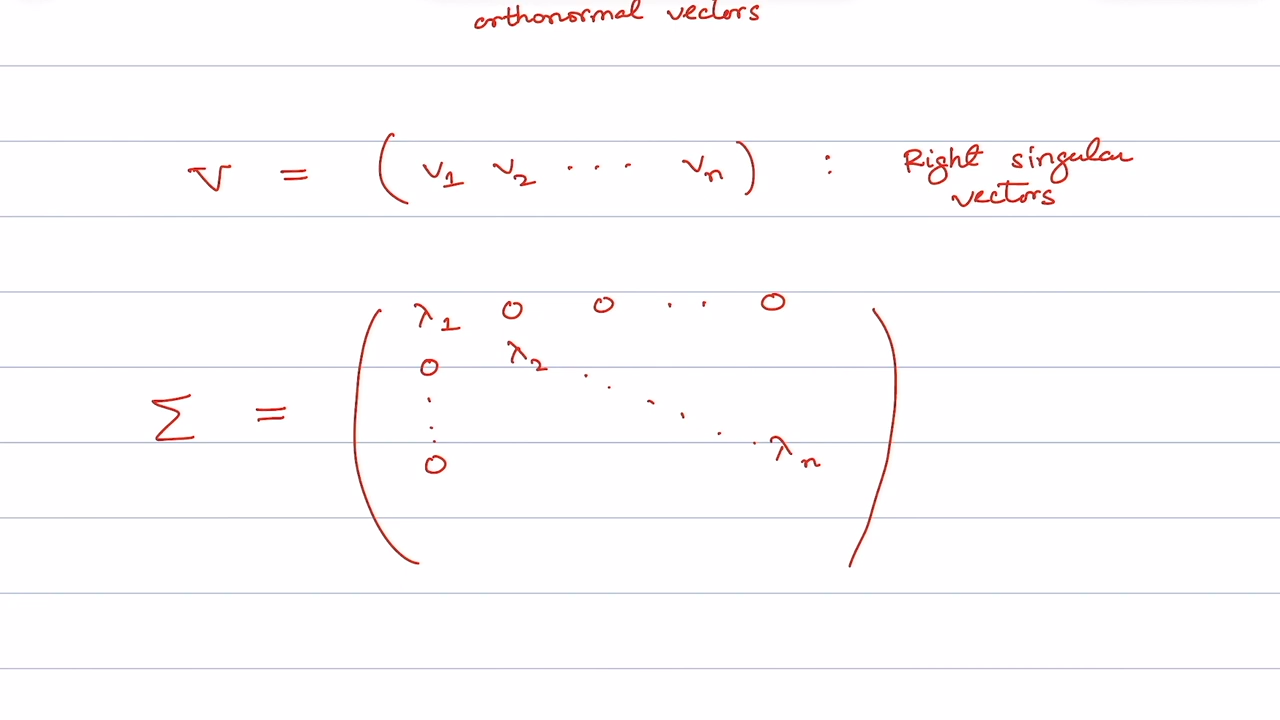 orthonormal vectors
V = ( v₁ v₂ . . . vₙ ) : Right singular
vectors
λ₁ 0 0 . . 0
0 λ₂ . .
. . . . .
Σ =
. λₙ
0